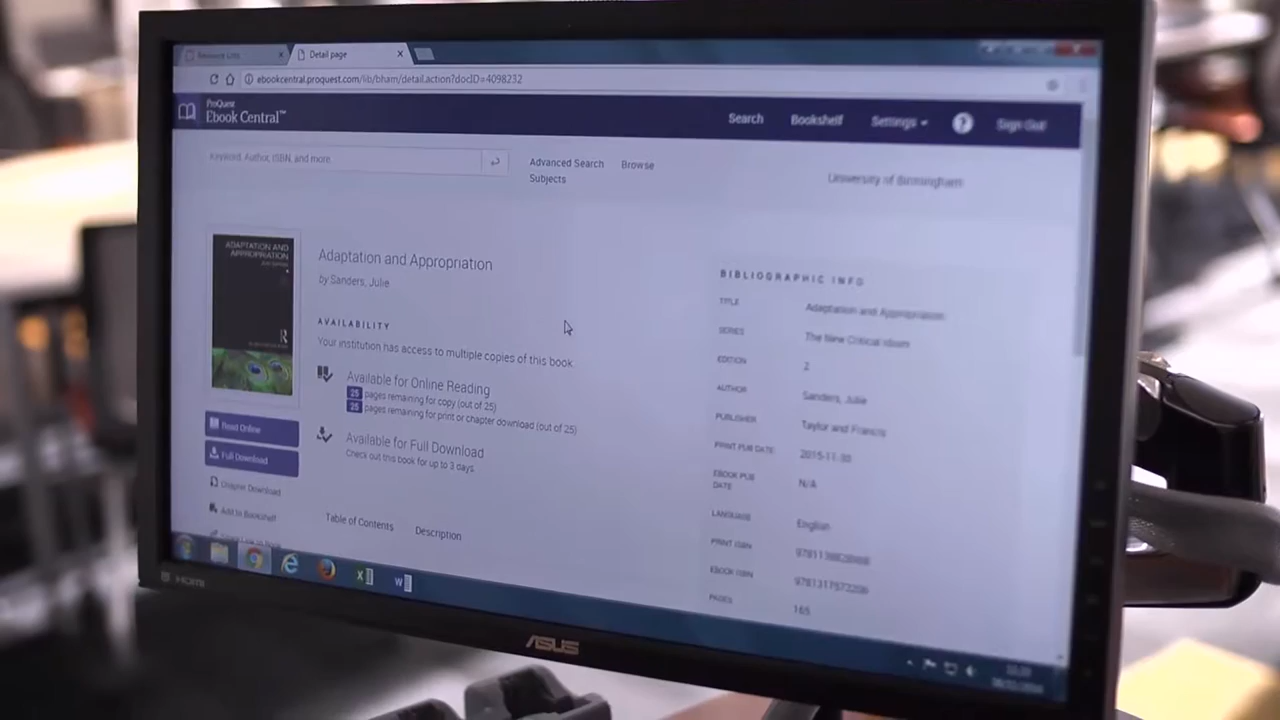 Detail page
ebookcentral.proquest.com/lib/bham/detail.action?docID=4098232
ProQuest
Ebook Central™
Search
Bookshelf
Settings
?
Sign Out
Keyword, Author, ISBN, and more
Advanced Search
Browse
Subjects
University of Birmingham
ADAPTATION AND
APPROPRIATION
Adaptation and Appropriation
by Sanders, Julie
AVAILABILITY
Your institution has access to multiple copies of this book
Available for Online Reading
25 pages remaining for copy (out of 25)
25 pages remaining for print or chapter download (out of 25)
Available for Full Download
Check out this book for up to 3 days
Read Online
Full Download
Chapter Download
Add to Bookshelf
Table of Contents
Description
BIBLIOGRAPHIC INFO
TITLE
Adaptation and Appropriation
SERIES
The New Critical Idiom
EDITION
2
AUTHOR
Sanders, Julie
PUBLISHER
Taylor and Francis
PRINT PUB DATE
2015-11-30
EBOOK PUB
DATE
N/A
LANGUAGE
English
PRINT ISBN
EBOOK ISBN
9781317572206
PAGES
165
HDMI
ASUS